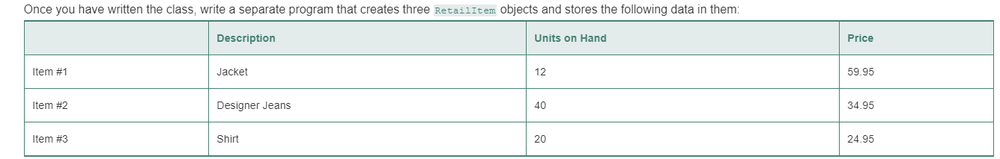 Once you have written the class, write a separate program that creates three RetailItem objects and stores the following data in them:
Description Units on Hand Price
Item #1 Jacket 12 59.95
Item #2 Designer Jeans 40 34.95
Item #3 Shirt 20 24.95